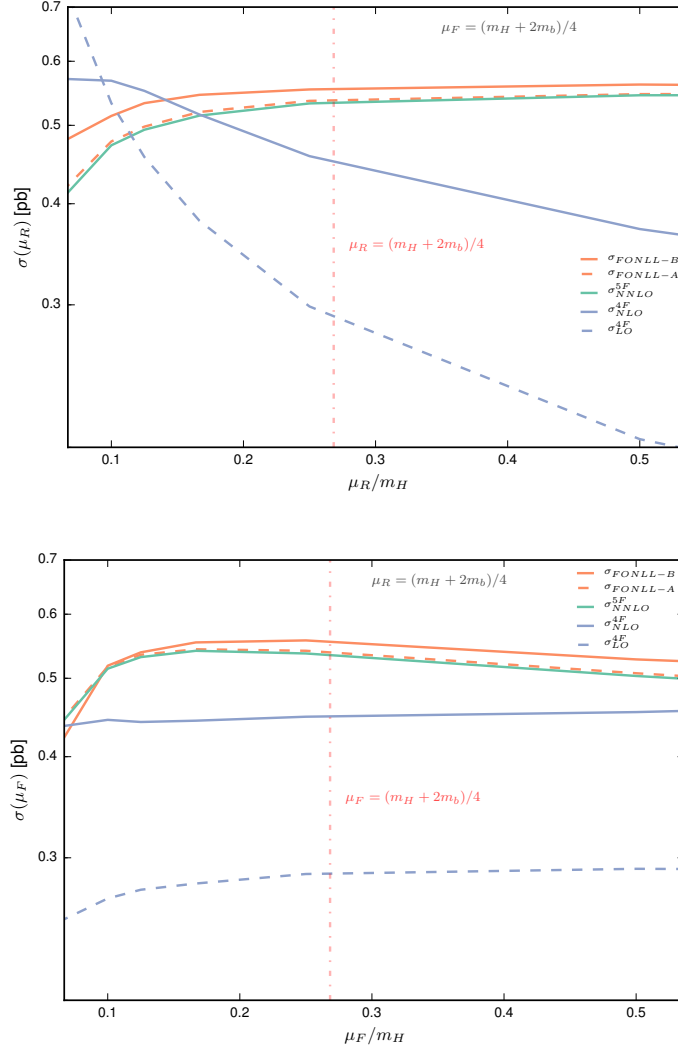 0.7
μ_F = (m_H + 2m_b)/4
0.6
0.5
0.4
σ(μ_R) [pb]
μ_R = (m_H + 2m_b)/4
σ_{FONLL−B}
σ_{FONLL−A}
σ^{5F}_{NNLO}
σ^{4F}_{NLO}
σ^{4F}_{LO}
0.3
0.1 0.2 0.3 0.4 0.5
μ_R/m_H
0.7
μ_R = (m_H + 2m_b)/4
σ_{FONLL−B}
σ_{FONLL−A}
σ^{5F}_{NNLO}
σ^{4F}_{NLO}
σ^{4F}_{LO}
0.6
0.5
0.4
σ(μ_F) [pb]
μ_F = (m_H + 2m_b)/4
0.3
0.1 0.2 0.3 0.4 0.5
μ_F/m_H